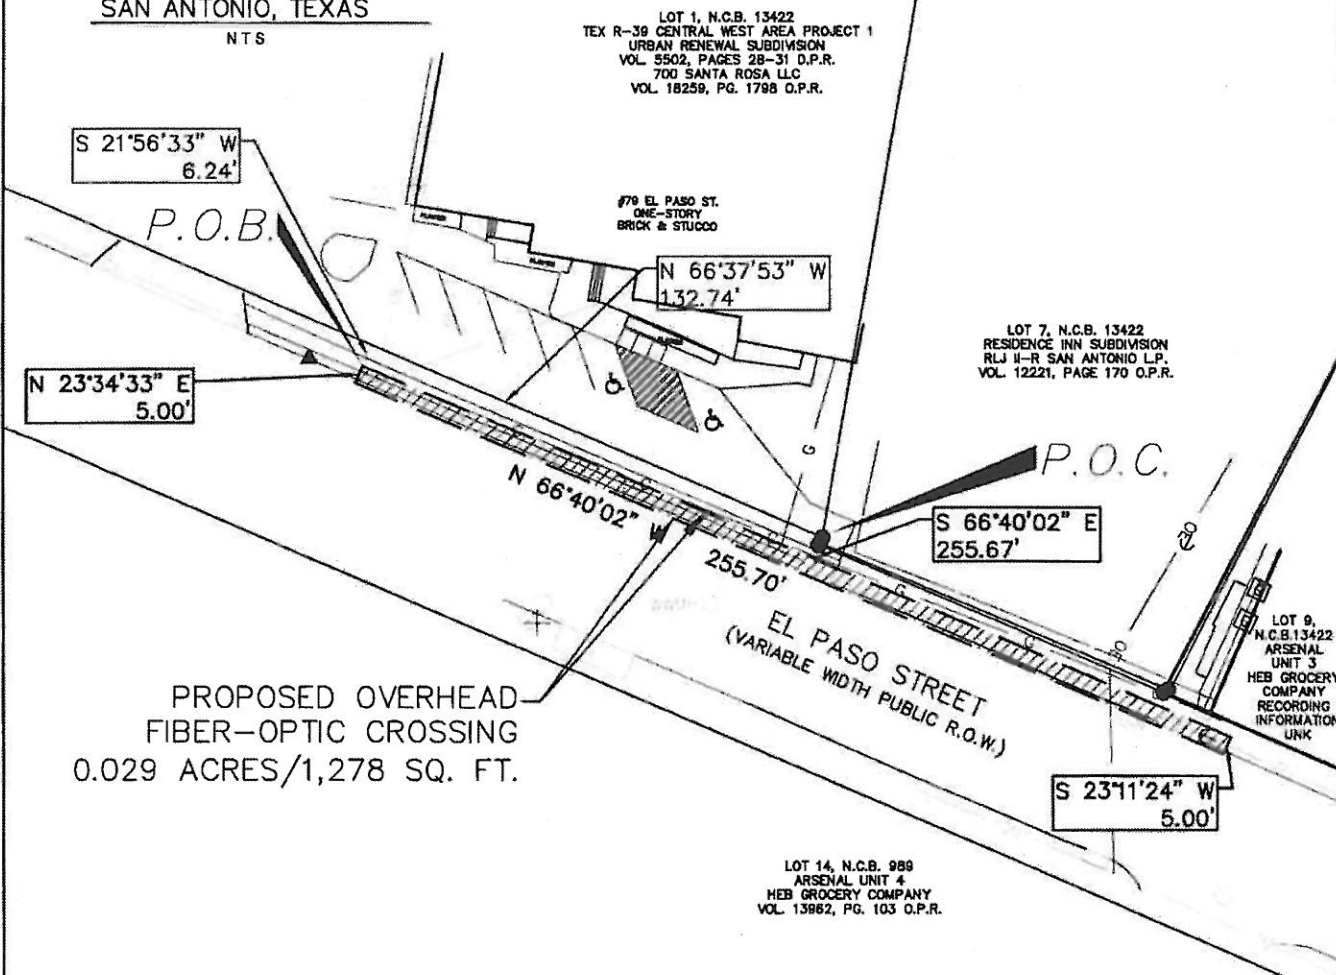 SAN ANTONIO, TEXAS
NTS
LOT 1, N.C.B. 13422
TEX R-39 CENTRAL WEST AREA PROJECT 1
URBAN RENEWAL SUBDIVISION
VOL. 5502, PAGES 28-31 D.P.R.
700 SANTA ROSA LLC
VOL. 18259, PG. 1798 O.P.R.
S 21°56'33" W
6.24'
P.O.B.
#79 EL PASO ST.
ONE-STORY
BRICK & STUCCO
N 66°37'53" W
132.74'
LOT 7, N.C.B. 13422
RESIDENCE INN SUBDIVISION
RLJ II-R SAN ANTONIO L.P.
VOL. 12221, PAGE 170 O.P.R.
N 23°34'33" E
5.00'
G
P.O.C.
N 66°40'02" W
255.70'
S 66°40'02" E
255.67'
G
G
EL PASO STREET
(VARIABLE WIDTH PUBLIC R.O.W.)
LOT 9,
N.C.B.13422
ARSENAL
UNIT 3
HEB GROCERY
COMPANY
RECORDING
INFORMATION
UNK
PROPOSED OVERHEAD
FIBER-OPTIC CROSSING
0.029 ACRES/1,278 SQ. FT.
S 23°11'24" W
5.00'
LOT 14, N.C.B. 989
ARSENAL UNIT 4
HEB GROCERY COMPANY
VOL. 13962, PG. 103 O.P.R.